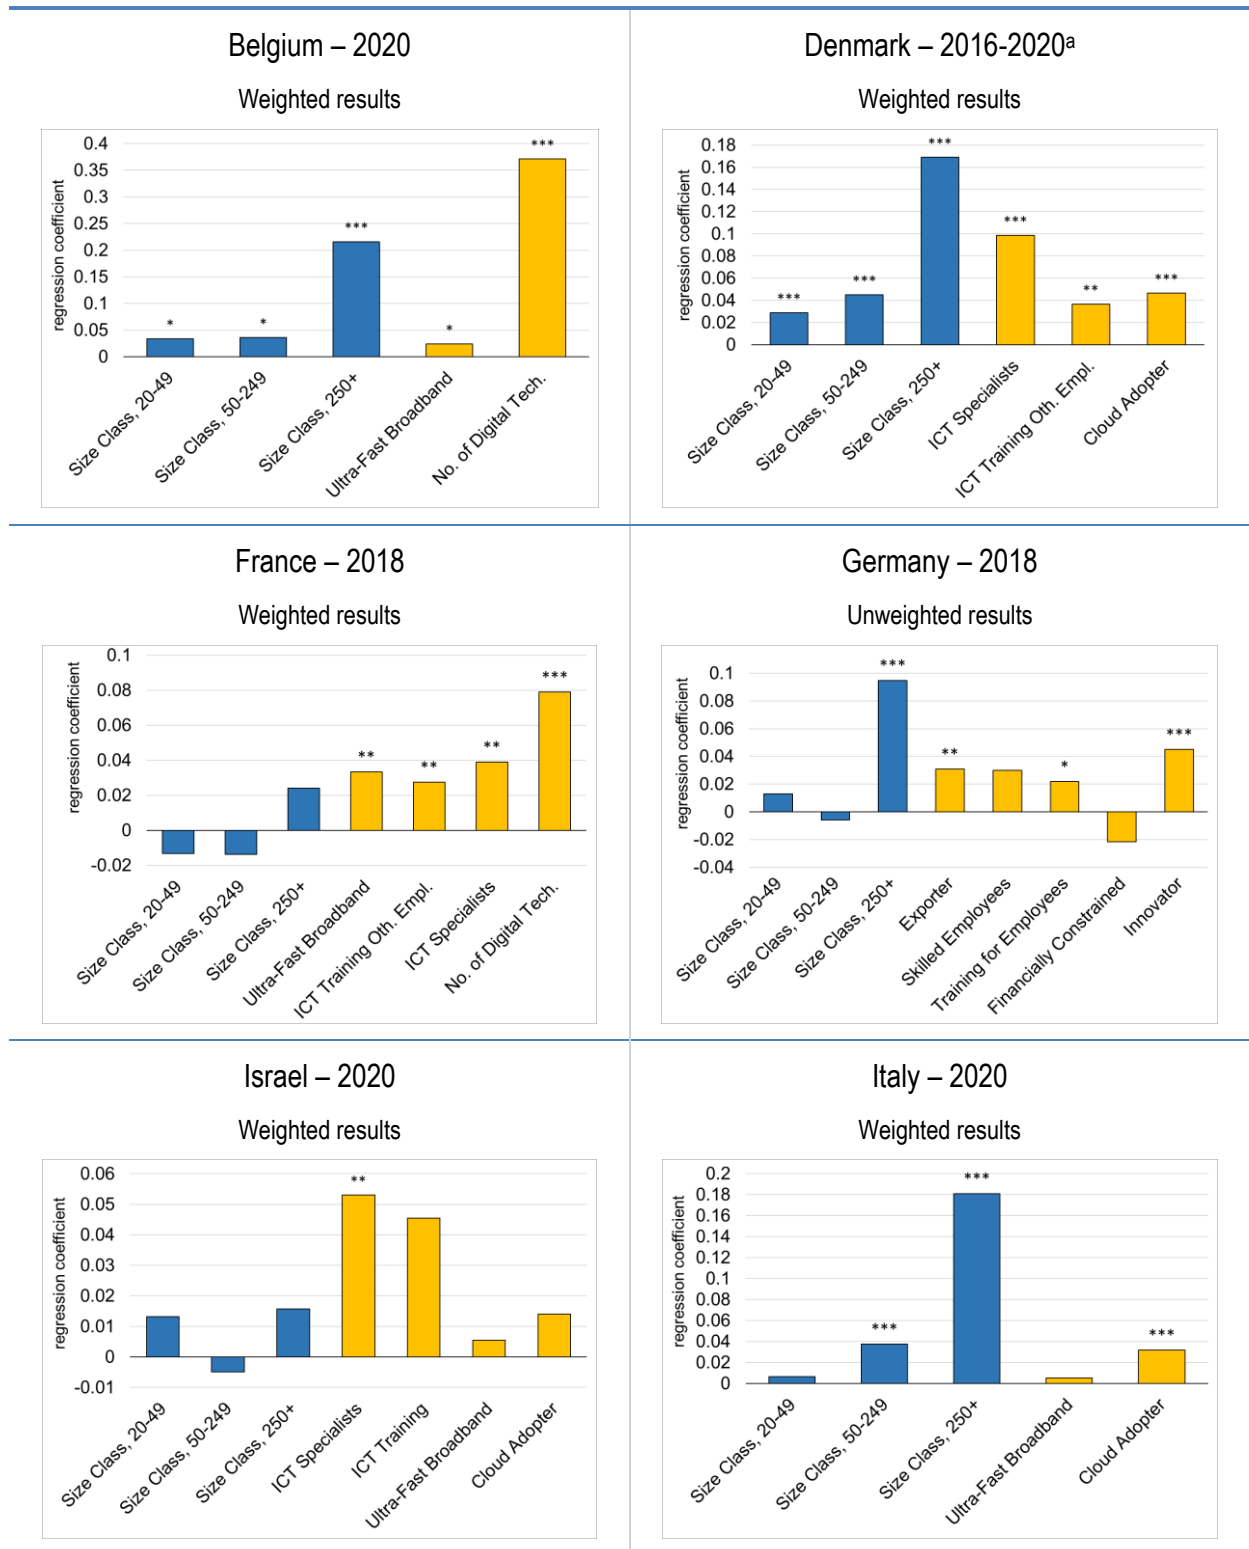 Belgium – 2020
Weighted results
regression coefficient
0.4
0.35
0.3
0.25
0.2
0.15
0.1
0.05
0
*
*
***
*
***
Size Class, 20-49
Size Class, 50-249
Size Class, 250+
Ultra-Fast Broadband
No. of Digital Tech.
Denmark – 2016-2020ª
Weighted results
regression coefficient
0.18
0.16
0.14
0.12
0.1
0.08
0.06
0.04
0.02
0
***
***
***
***
**
***
Size Class, 20-49
Size Class, 50-249
Size Class, 250+
ICT Specialists
ICT Training Oth. Empl.
Cloud Adopter
France – 2018
Weighted results
regression coefficient
0.1
0.08
0.06
0.04
0.02
0
-0.02
**
**
**
***
Size Class, 20-49
Size Class, 50-249
Size Class, 250+
Ultra-Fast Broadband
ICT Training Oth. Empl.
ICT Specialists
No. of Digital Tech.
Germany – 2018
Unweighted results
regression coefficient
0.1
0.08
0.06
0.04
0.02
0
-0.02
-0.04
***
**
*
***
Size Class, 20-49
Size Class, 50-249
Size Class, 250+
Exporter
Skilled Employees
Training for Employees
Financially Constrained
Innovator
Israel – 2020
Weighted results
regression coefficient
0.06
0.05
0.04
0.03
0.02
0.01
0
-0.01
**
Size Class, 20-49
Size Class, 50-249
Size Class, 250+
ICT Specialists
ICT Training
Ultra-Fast Broadband
Cloud Adopter
Italy – 2020
Weighted results
regression coefficient
0.2
0.18
0.16
0.14
0.12
0.1
0.08
0.06
0.04
0.02
0
***
***
***
Size Class, 20-49
Size Class, 50-249
Size Class, 250+
Ultra-Fast Broadband
Cloud Adopter